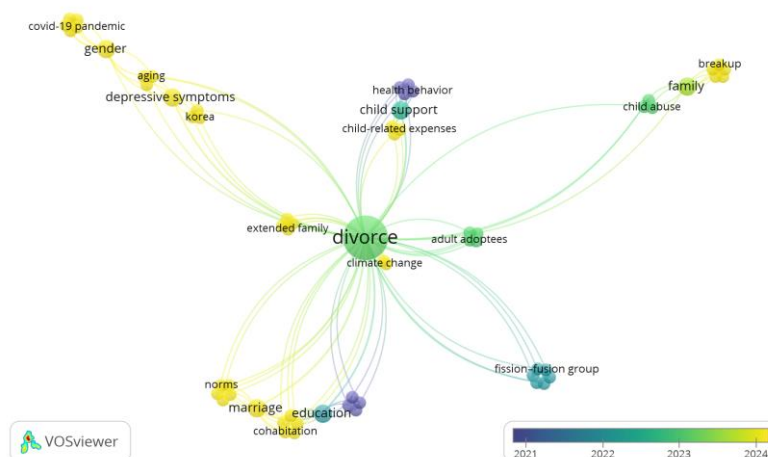 covid-19 pandemic
gender
aging
depressive symptoms
korea
health behavior
child support
child-related expenses
breakup
family
child abuse
extended family
divorce
adult adoptees
climate change
fission-fusion group
norms
marriage
education
cohabitation
VOSviewer
2021 2022 2023 2024